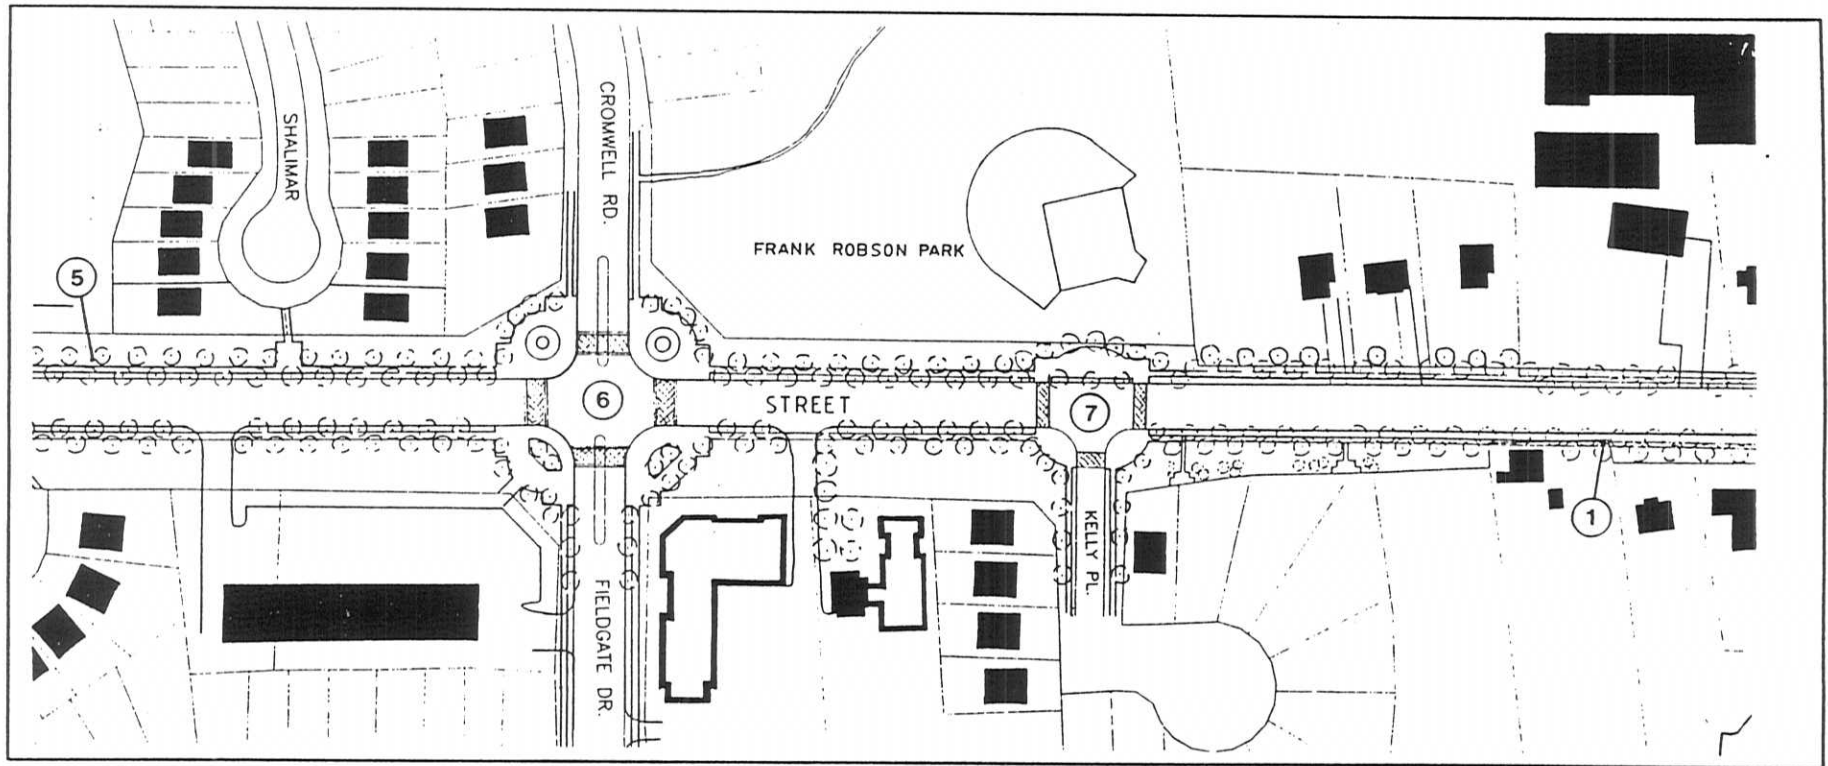 SHALIMAR
CROMWELL RD.
FRANK ROBSON PARK
5
6
STREET
7
1
KELLY PL.
FIELDGATE DR.